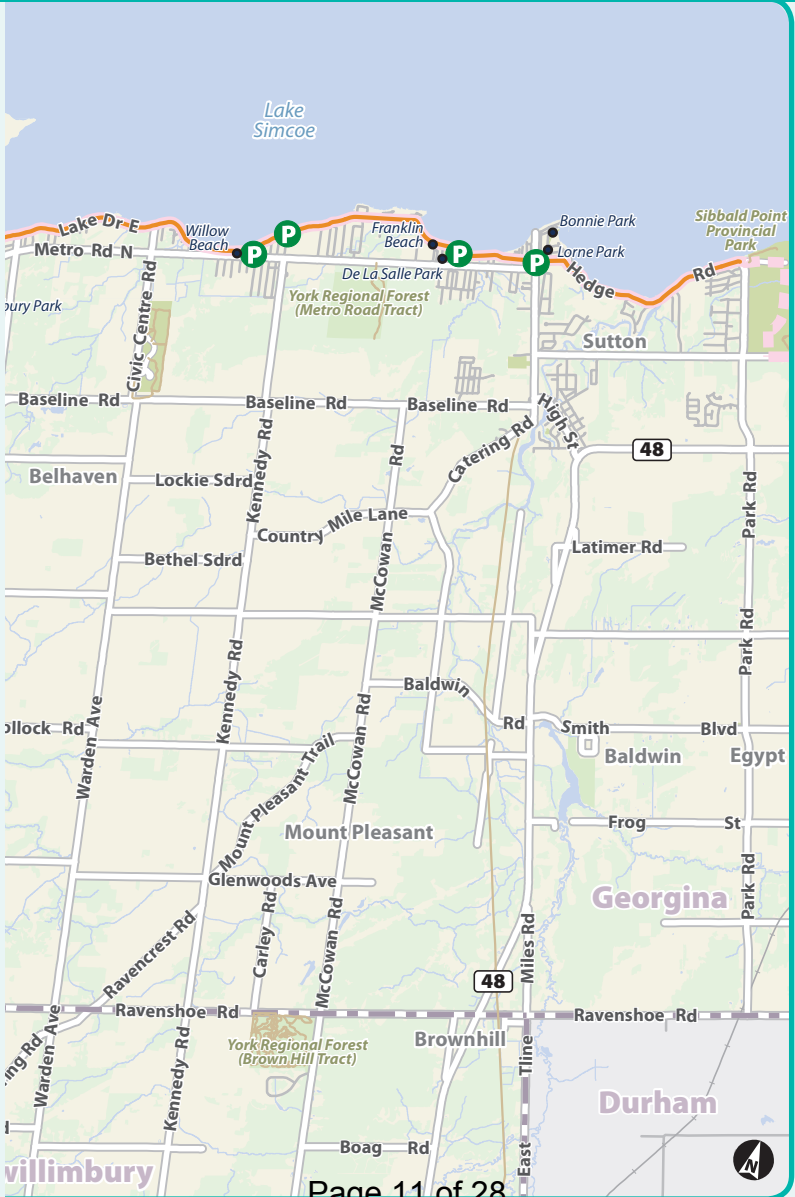 Lake
Simcoe
Sibbald Point
Provincial
Park
Bonnie Park
Lake Dr E
Willow
Beach
P
P
Franklin
Beach
P
P
Lorne Park
Metro Rd N
De La Salle Park
Hedge Rd
York Regional Forest
(Metro Road Tract)
bury Park
Civic Centre Rd
Sutton
Baseline Rd
Baseline Rd
Baseline Rd
High St
Catering Rd
48
Kennedy Rd
McCowan Rd
Belhaven
Lockie Sdrd
Park Rd
Country Mile Lane
Latimer Rd
Bethel Sdrd
Park Rd
Kennedy Rd
Baldwin Rd
McCowan Rd
Warden Ave
ollock Rd
Smith Blvd
Baldwin
Egypt
Mount Pleasant Trail
Mount Pleasant
Frog St
Glenwoods Ave
Park Rd
Georgina
Carley Rd
McCowan Rd
Ravencrest Rd
Miles Rd
48
Ravenshoe Rd
Ravenshoe Rd
York Regional Forest
(Brown Hill Tract)
Brownhill
ing Rd
Warden Ave
Kennedy Rd
East Tline
Durham
d
Boag Rd
N
willimbury
Page 11 of 28